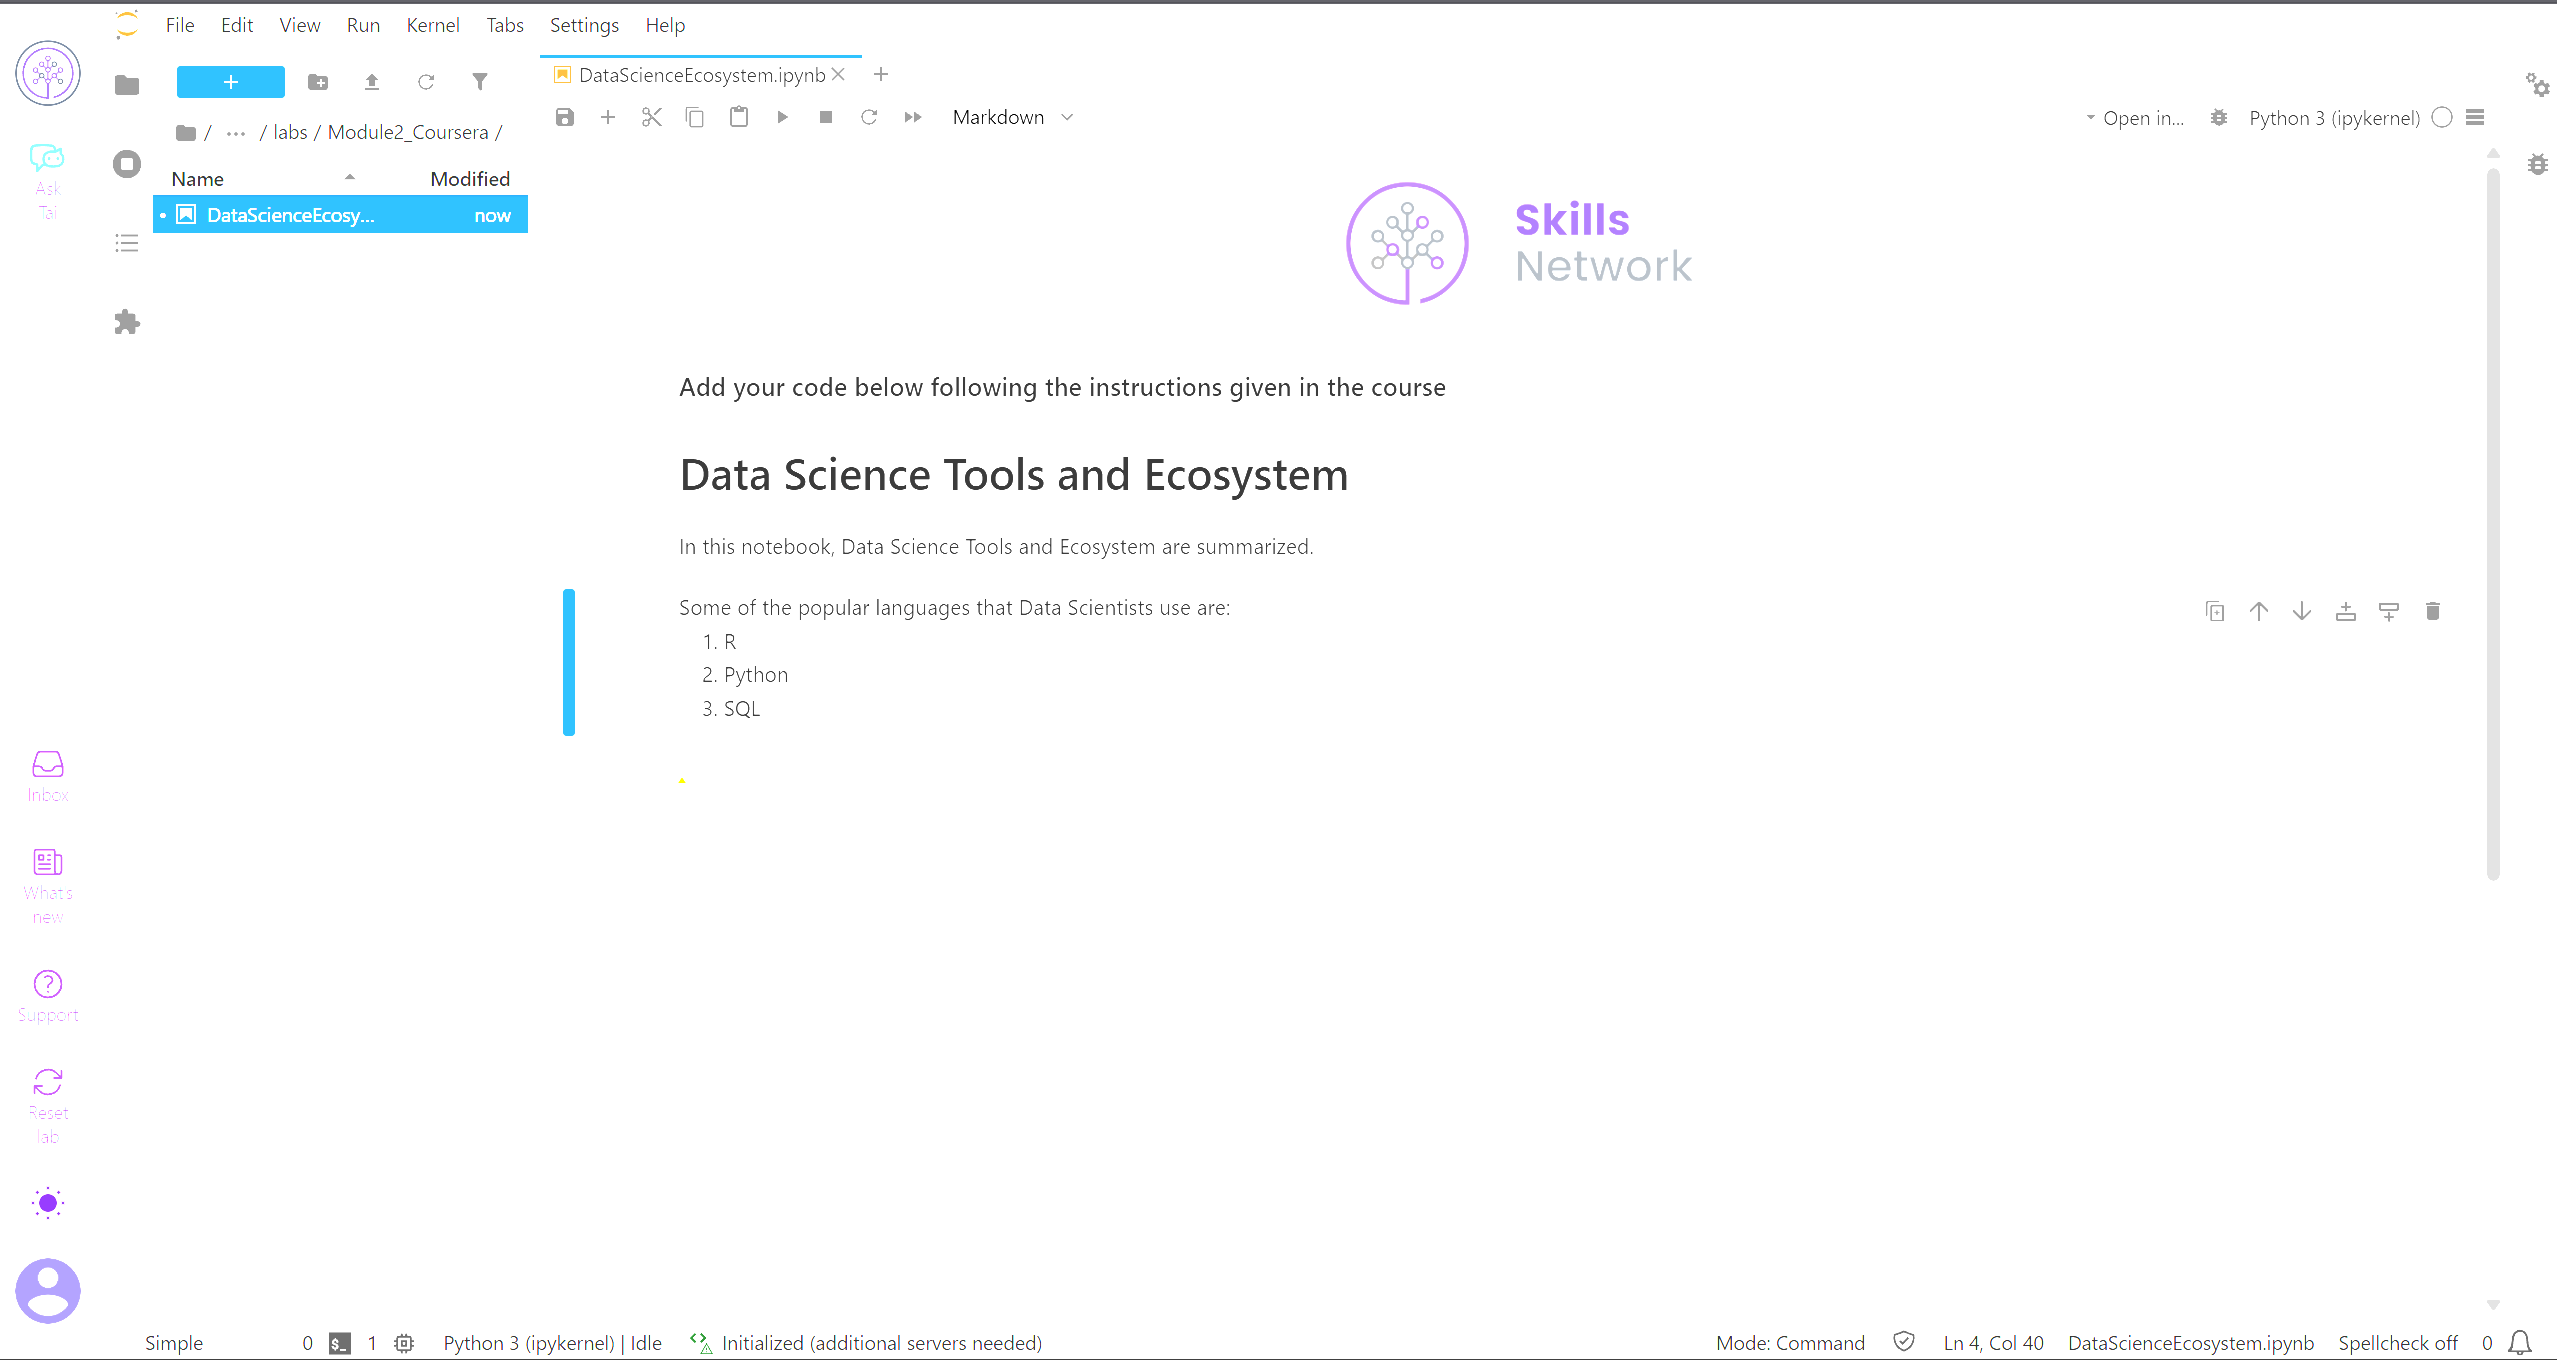 File Edit View Run Kernel Tabs Settings Help
DataScienceEcosystem.ipynb
/ ... / labs / Module2_Coursera /
Markdown
Open in...
Python 3 (ipykernel)
Ask
Tai
Name Modified
DataScienceEcosy... now
Skills
Network
Add your code below following the instructions given in the course
Data Science Tools and Ecosystem
In this notebook, Data Science Tools and Ecosystem are summarized.
Some of the popular languages that Data Scientists use are:
1. R
2. Python
3. SQL
Inbox
What's
new
Support
Reset
lab
Simple 0 $_ 1 Python 3 (ipykernel) | Idle Initialized (additional servers needed) Mode: Command Ln 4, Col 40 DataScienceEcosystem.ipynb Spellcheck off 0